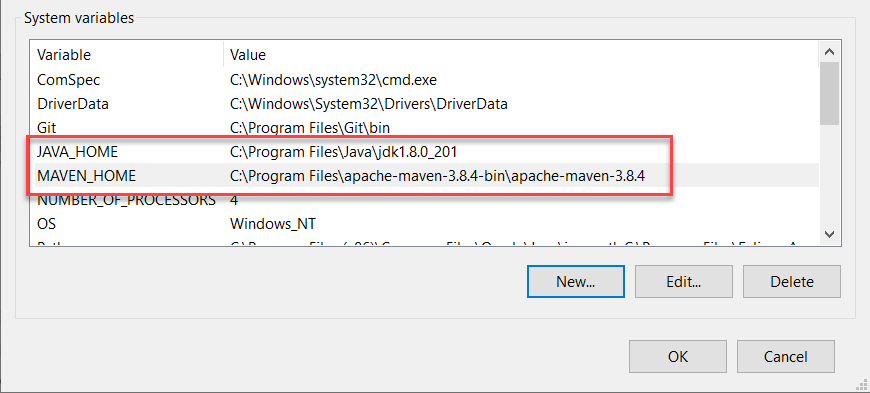 System variables
Variable Value
ComSpec C:\Windows\system32\cmd.exe
DriverData C:\Windows\System32\Drivers\DriverData
Git C:\Program Files\Git\bin
JAVA_HOME C:\Program Files\Java\jdk1.8.0_201
MAVEN_HOME C:\Program Files\apache-maven-3.8.4-bin\apache-maven-3.8.4
NUMBER_OF_PROCESSORS 4
OS Windows_NT
New... Edit... Delete
OK Cancel